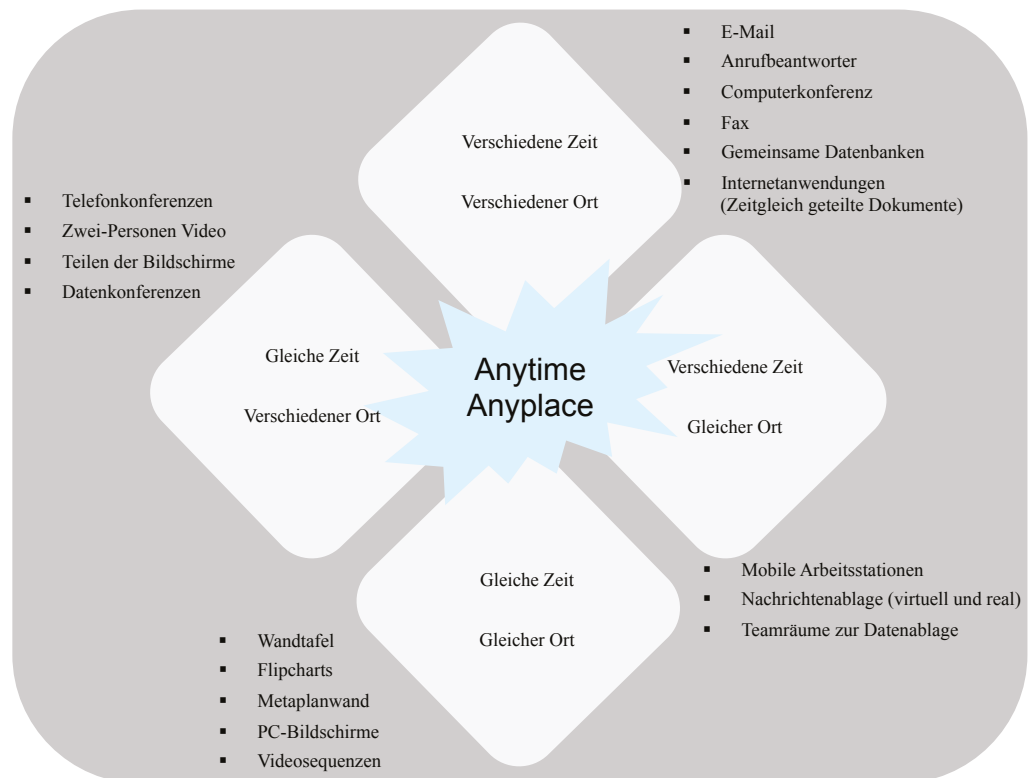 ▪ E-Mail
▪ Anrufbeantworter
▪ Computerkonferenz
▪ Fax
▪ Gemeinsame Datenbanken
▪ Internetanwendungen
(Zeitgleich geteilte Dokumente)
Verschiedene Zeit
Verschiedener Ort
▪ Telefonkonferenzen
▪ Zwei-Personen Video
▪ Teilen der Bildschirme
▪ Datenkonferenzen
Gleiche Zeit
Verschiedener Ort
Anytime
Anyplace
Verschiedene Zeit
Gleicher Ort
Gleiche Zeit
Gleicher Ort
▪ Mobile Arbeitsstationen
▪ Nachrichtenablage (virtuell und real)
▪ Teamräume zur Datenablage
▪ Wandtafel
▪ Flipcharts
▪ Metaplanwand
▪ PC-Bildschirme
▪ Videosequenzen